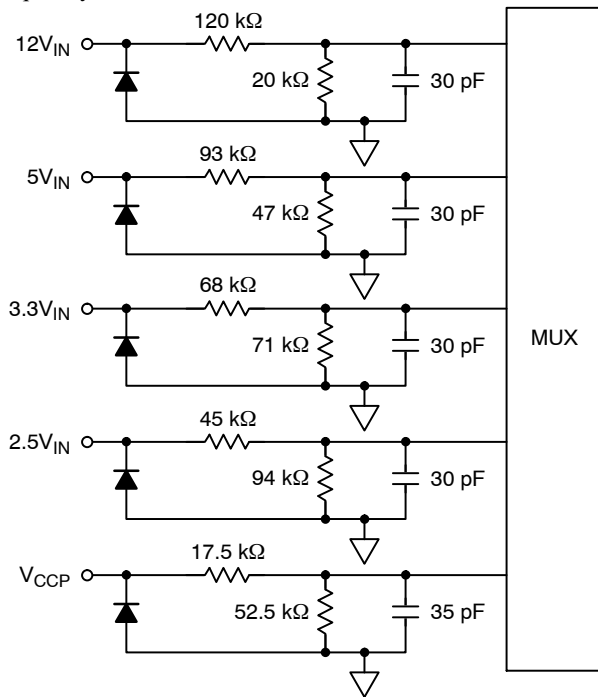 120 kΩ
12V_IN
20 kΩ
30 pF
93 kΩ
5V_IN
47 kΩ
30 pF
68 kΩ
3.3V_IN
71 kΩ
30 pF
MUX
45 kΩ
2.5V_IN
94 kΩ
30 pF
17.5 kΩ
V_CCP
52.5 kΩ
35 pF